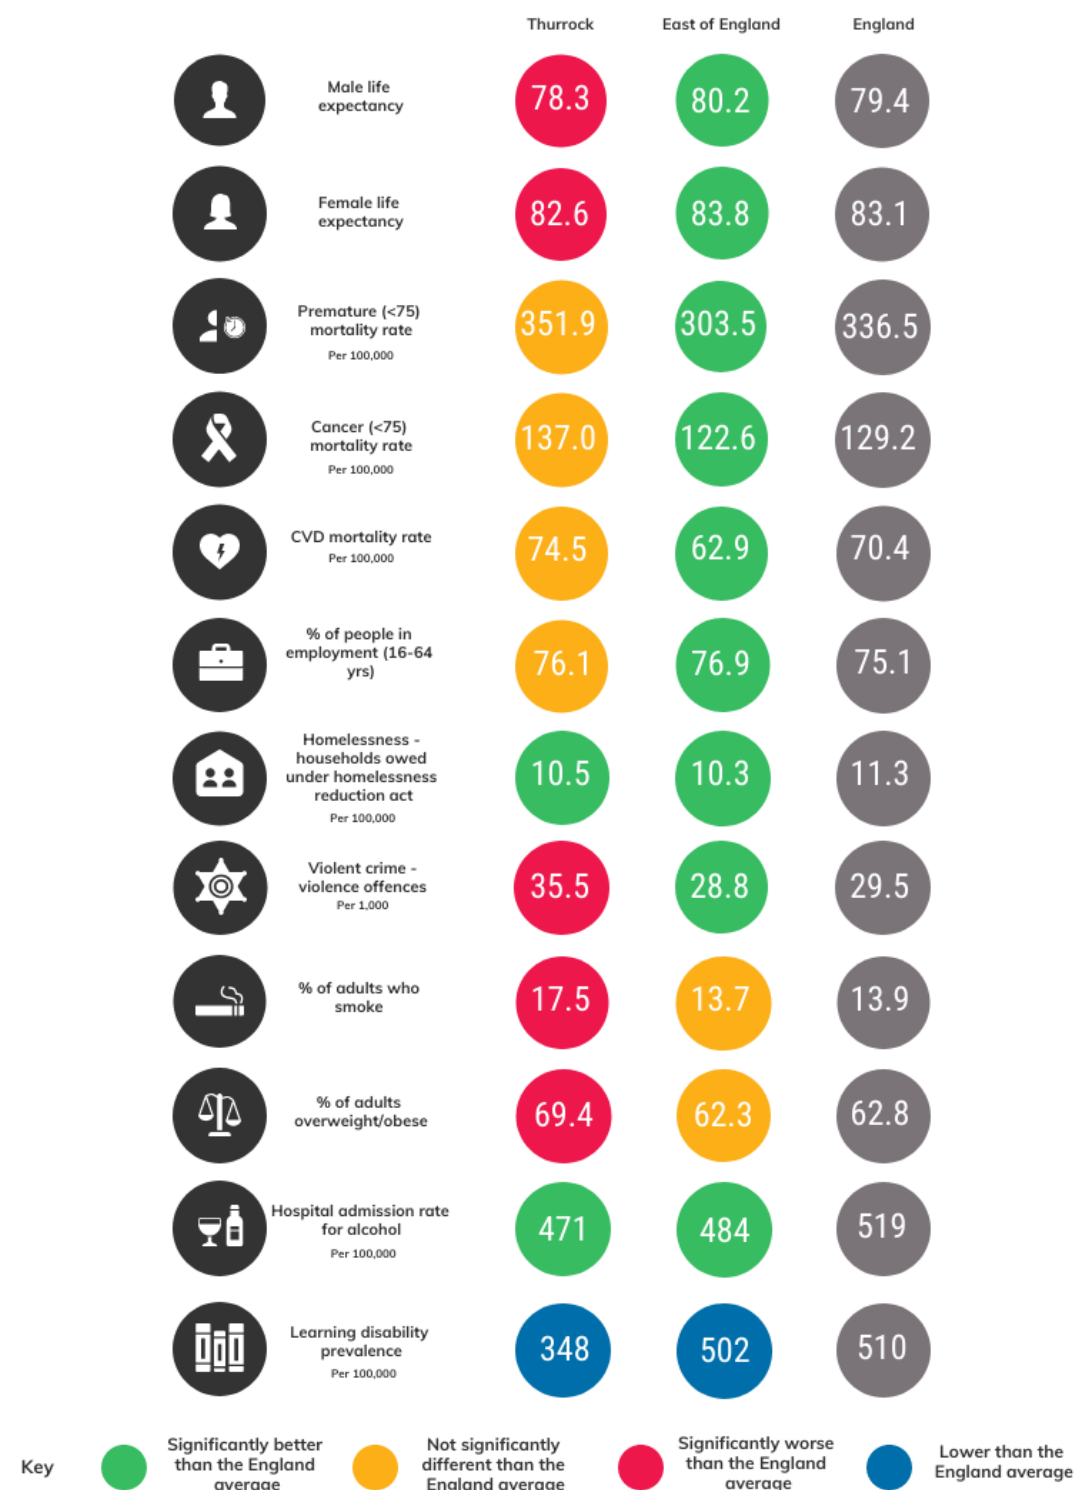 Thurrock East of England England
Male life
expectancy
78.3 80.2 79.4
Female life
expectancy
82.6 83.8 83.1
Premature (<75)
mortality rate
Per 100,000
351.9 303.5 336.5
Cancer (<75)
mortality rate
Per 100,000
137.0 122.6 129.2
CVD mortality rate
Per 100,000
74.5 62.9 70.4
% of people in
employment (16-64
yrs)
76.1 76.9 75.1
Homelessness -
households owed
under homelessness
reduction act
Per 100,000
10.5 10.3 11.3
Violent crime -
violence offences
Per 1,000
35.5 28.8 29.5
% of adults who
smoke
17.5 13.7 13.9
% of adults
overweight/obese
69.4 62.3 62.8
Hospital admission rate
for alcohol
Per 100,000
471 484 519
Learning disability
prevalence
Per 100,000
348 502 510
Key
Significantly better
than the England
average
Not significantly
different than the
England average
Significantly worse
than the England
average
Lower than the
England average